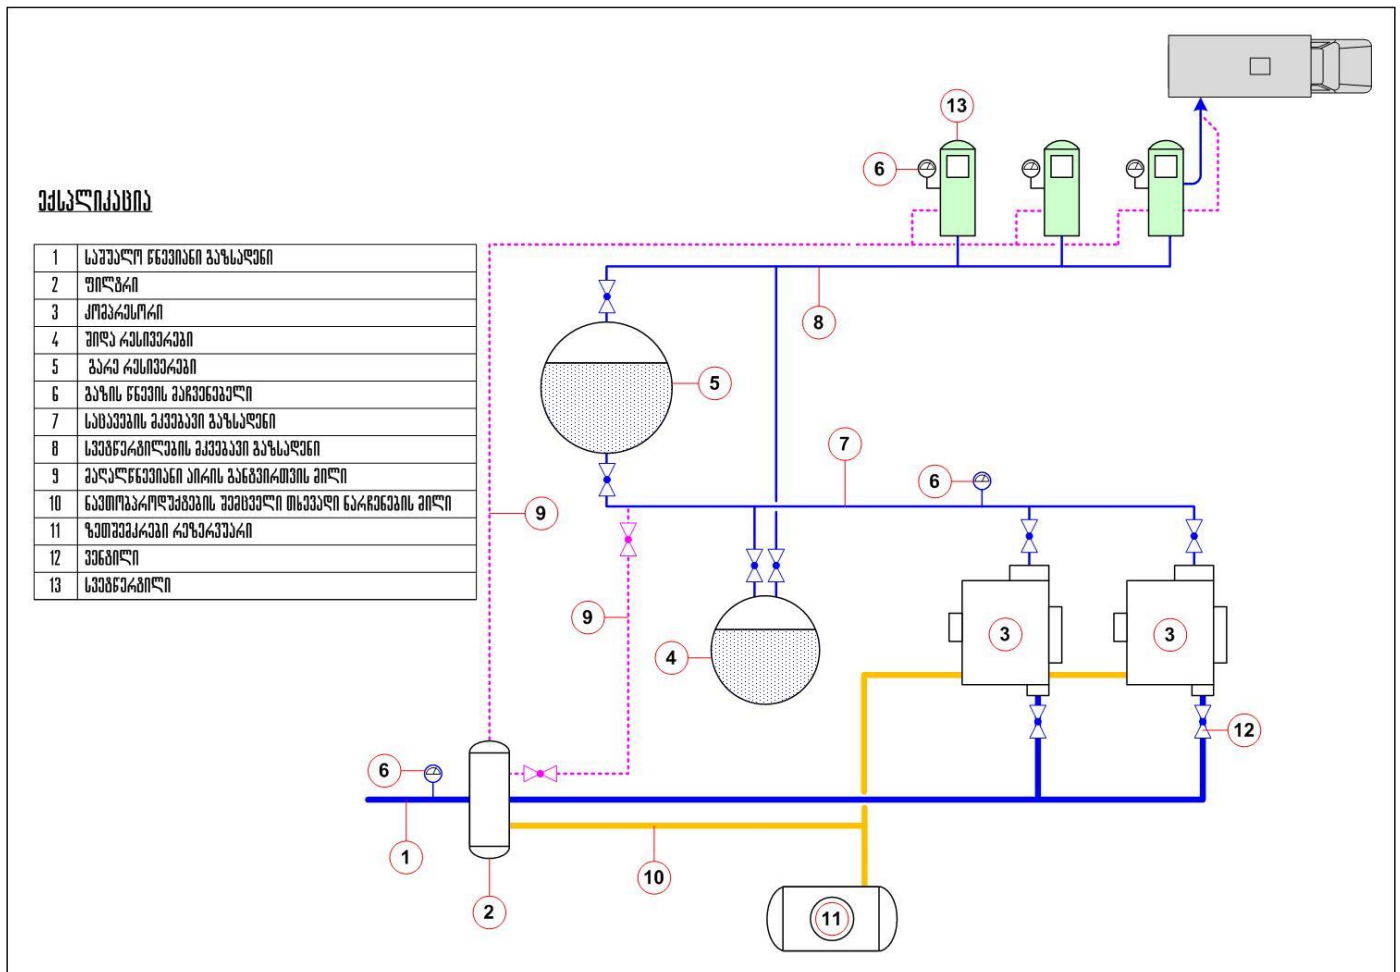 13
6
ექსპლიკაცია
1 საშუალო წნევიანი გაზსადენი
2 ფილტრი
3 კომპრესორი
4 შიდა რესივერები
5 გარე რესივერები
6 გაზის წნევის მაჩვენებელი
7 საცავების მკვებავი გაზსადენი
8 სვეტწერტილების მკვებავი გაზსადენი
9 მაღალწნევიანი აირის განტვირთვის მილი
10 ნავთობპროდუქტების შემცველი თხევადი ნარჩენების მილი
11 ზეთშემკრები რეზერვუარი
12 ვენტილი
13 სვეტწერტილი
8
5
7
6
9
9
3
3
4
12
6
1
10
2
11